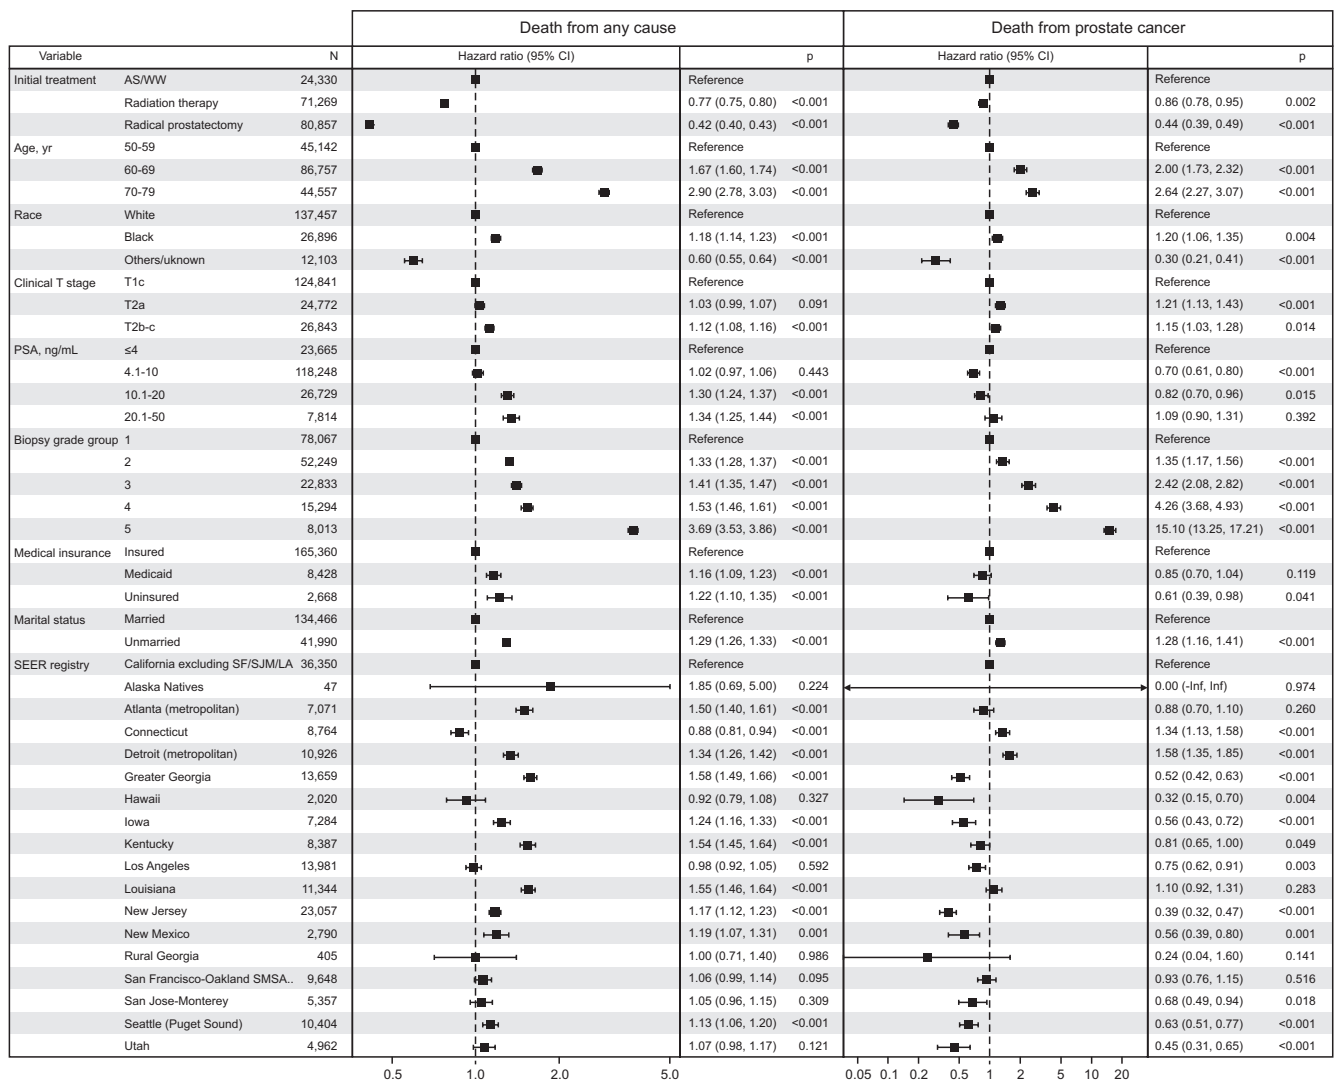 Death from any cause Death from prostate cancer
Variable N Hazard ratio (95% CI) p Hazard ratio (95% CI) p
Initial treatment AS/WW 24,330 Reference Reference
Radiation therapy 71,269 0.77 (0.75, 0.80) <0.001 0.86 (0.78, 0.95) 0.002
Radical prostatectomy 80,857 0.42 (0.40, 0.43) <0.001 0.44 (0.39, 0.49) <0.001
Age, yr 50-59 45,142 Reference Reference
60-69 86,757 1.67 (1.60, 1.74) <0.001 2.00 (1.73, 2.32) <0.001
70-79 44,557 2.90 (2.78, 3.03) <0.001 2.64 (2.27, 3.07) <0.001
Race White 137,457 Reference Reference
Black 26,896 1.18 (1.14, 1.23) <0.001 1.20 (1.06, 1.35) 0.004
Others/uknown 12,103 0.60 (0.55, 0.64) <0.001 0.30 (0.21, 0.41) <0.001
Clinical T stage T1c 124,841 Reference Reference
T2a 24,772 1.03 (0.99, 1.07) 0.091 1.21 (1.13, 1.43) <0.001
T2b-c 26,843 1.12 (1.08, 1.16) <0.001 1.15 (1.03, 1.28) 0.014
PSA, ng/mL ≤4 23,665 Reference Reference
4.1-10 118,248 1.02 (0.97, 1.06) 0.443 0.70 (0.61, 0.80) <0.001
10.1-20 26,729 1.30 (1.24, 1.37) <0.001 0.82 (0.70, 0.96) 0.015
20.1-50 7,814 1.34 (1.25, 1.44) <0.001 1.09 (0.90, 1.31) 0.392
Biopsy grade group 1 78,067 Reference Reference
2 52,249 1.33 (1.28, 1.37) <0.001 1.35 (1.17, 1.56) <0.001
3 22,833 1.41 (1.35, 1.47) <0.001 2.42 (2.08, 2.82) <0.001
4 15,294 1.53 (1.46, 1.61) <0.001 4.26 (3.68, 4.93) <0.001
5 8,013 3.69 (3.53, 3.86) <0.001 15.10 (13.25, 17.21) <0.001
Medical insurance Insured 165,360 Reference Reference
Medicaid 8,428 1.16 (1.09, 1.23) <0.001 0.85 (0.70, 1.04) 0.119
Uninsured 2,668 1.22 (1.10, 1.35) <0.001 0.61 (0.39, 0.98) 0.041
Marital status Married 134,466 Reference Reference
Unmarried 41,990 1.29 (1.26, 1.33) <0.001 1.28 (1.16, 1.41) <0.001
SEER registry California excluding SF/SJM/LA 36,350 Reference Reference
Alaska Natives 47 1.85 (0.69, 5.00) 0.224 0.00 (-Inf, Inf) 0.974
Atlanta (metropolitan) 7,071 1.50 (1.40, 1.61) <0.001 0.88 (0.70, 1.10) 0.260
Connecticut 8,764 0.88 (0.81, 0.94) <0.001 1.34 (1.13, 1.58) <0.001
Detroit (metropolitan) 10,926 1.34 (1.26, 1.42) <0.001 1.58 (1.35, 1.85) <0.001
Greater Georgia 13,659 1.58 (1.49, 1.66) <0.001 0.52 (0.42, 0.63) <0.001
Hawaii 2,020 0.92 (0.79, 1.08) 0.327 0.32 (0.15, 0.70) 0.004
Iowa 7,284 1.24 (1.16, 1.33) <0.001 0.56 (0.43, 0.72) <0.001
Kentucky 8,387 1.54 (1.45, 1.64) <0.001 0.81 (0.65, 1.00) 0.049
Los Angeles 13,981 0.98 (0.92, 1.05) 0.592 0.75 (0.62, 0.91) 0.003
Louisiana 11,344 1.55 (1.46, 1.64) <0.001 1.10 (0.92, 1.31) 0.283
New Jersey 23,057 1.17 (1.12, 1.23) <0.001 0.39 (0.32, 0.47) <0.001
New Mexico 2,790 1.19 (1.07, 1.31) 0.001 0.56 (0.39, 0.80) 0.001
Rural Georgia 405 1.00 (0.71, 1.40) 0.986 0.24 (0.04, 1.60) 0.141
San Francisco-Oakland SMSA.. 9,648 1.06 (0.99, 1.14) 0.095 0.93 (0.76, 1.15) 0.516
San Jose-Monterey 5,357 1.05 (0.96, 1.15) 0.309 0.68 (0.49, 0.94) 0.018
Seattle (Puget Sound) 10,404 1.13 (1.06, 1.20) <0.001 0.63 (0.51, 0.77) <0.001
Utah 4,962 1.07 (0.98, 1.17) 0.121 0.45 (0.31, 0.65) <0.001
0.5 1.0 2.0 5.0 0.05 0.1 0.2 0.5 1 2 5 10 20